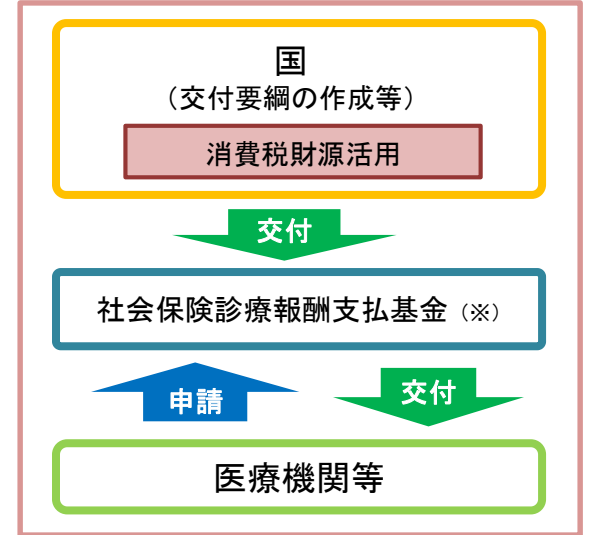 国
（交付要綱の作成等）
消費税財源活用
交付
社会保険診療報酬支払基金（※）
申請
交付
医療機関等